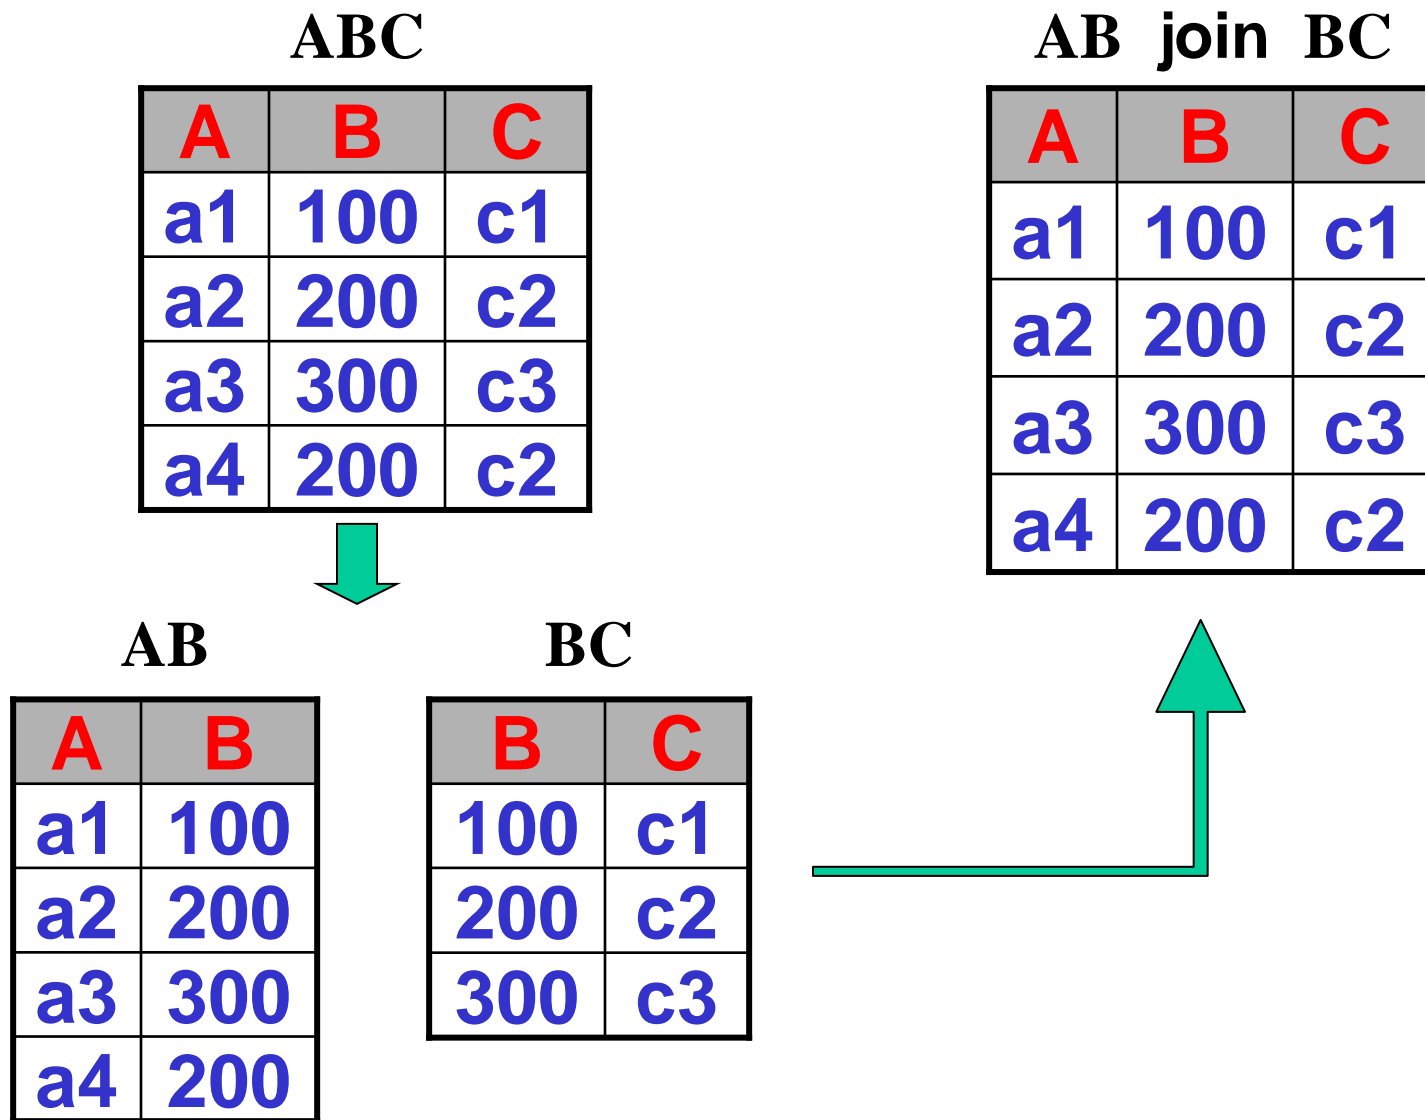 ABC
A B C
a1 100 c1
a2 200 c2
a3 300 c3
a4 200 c2
AB BC
A B
a1 100
a2 200
a3 300
a4 200
B C
100 c1
200 c2
300 c3
AB join BC
A B C
a1 100 c1
a2 200 c2
a3 300 c3
a4 200 c2